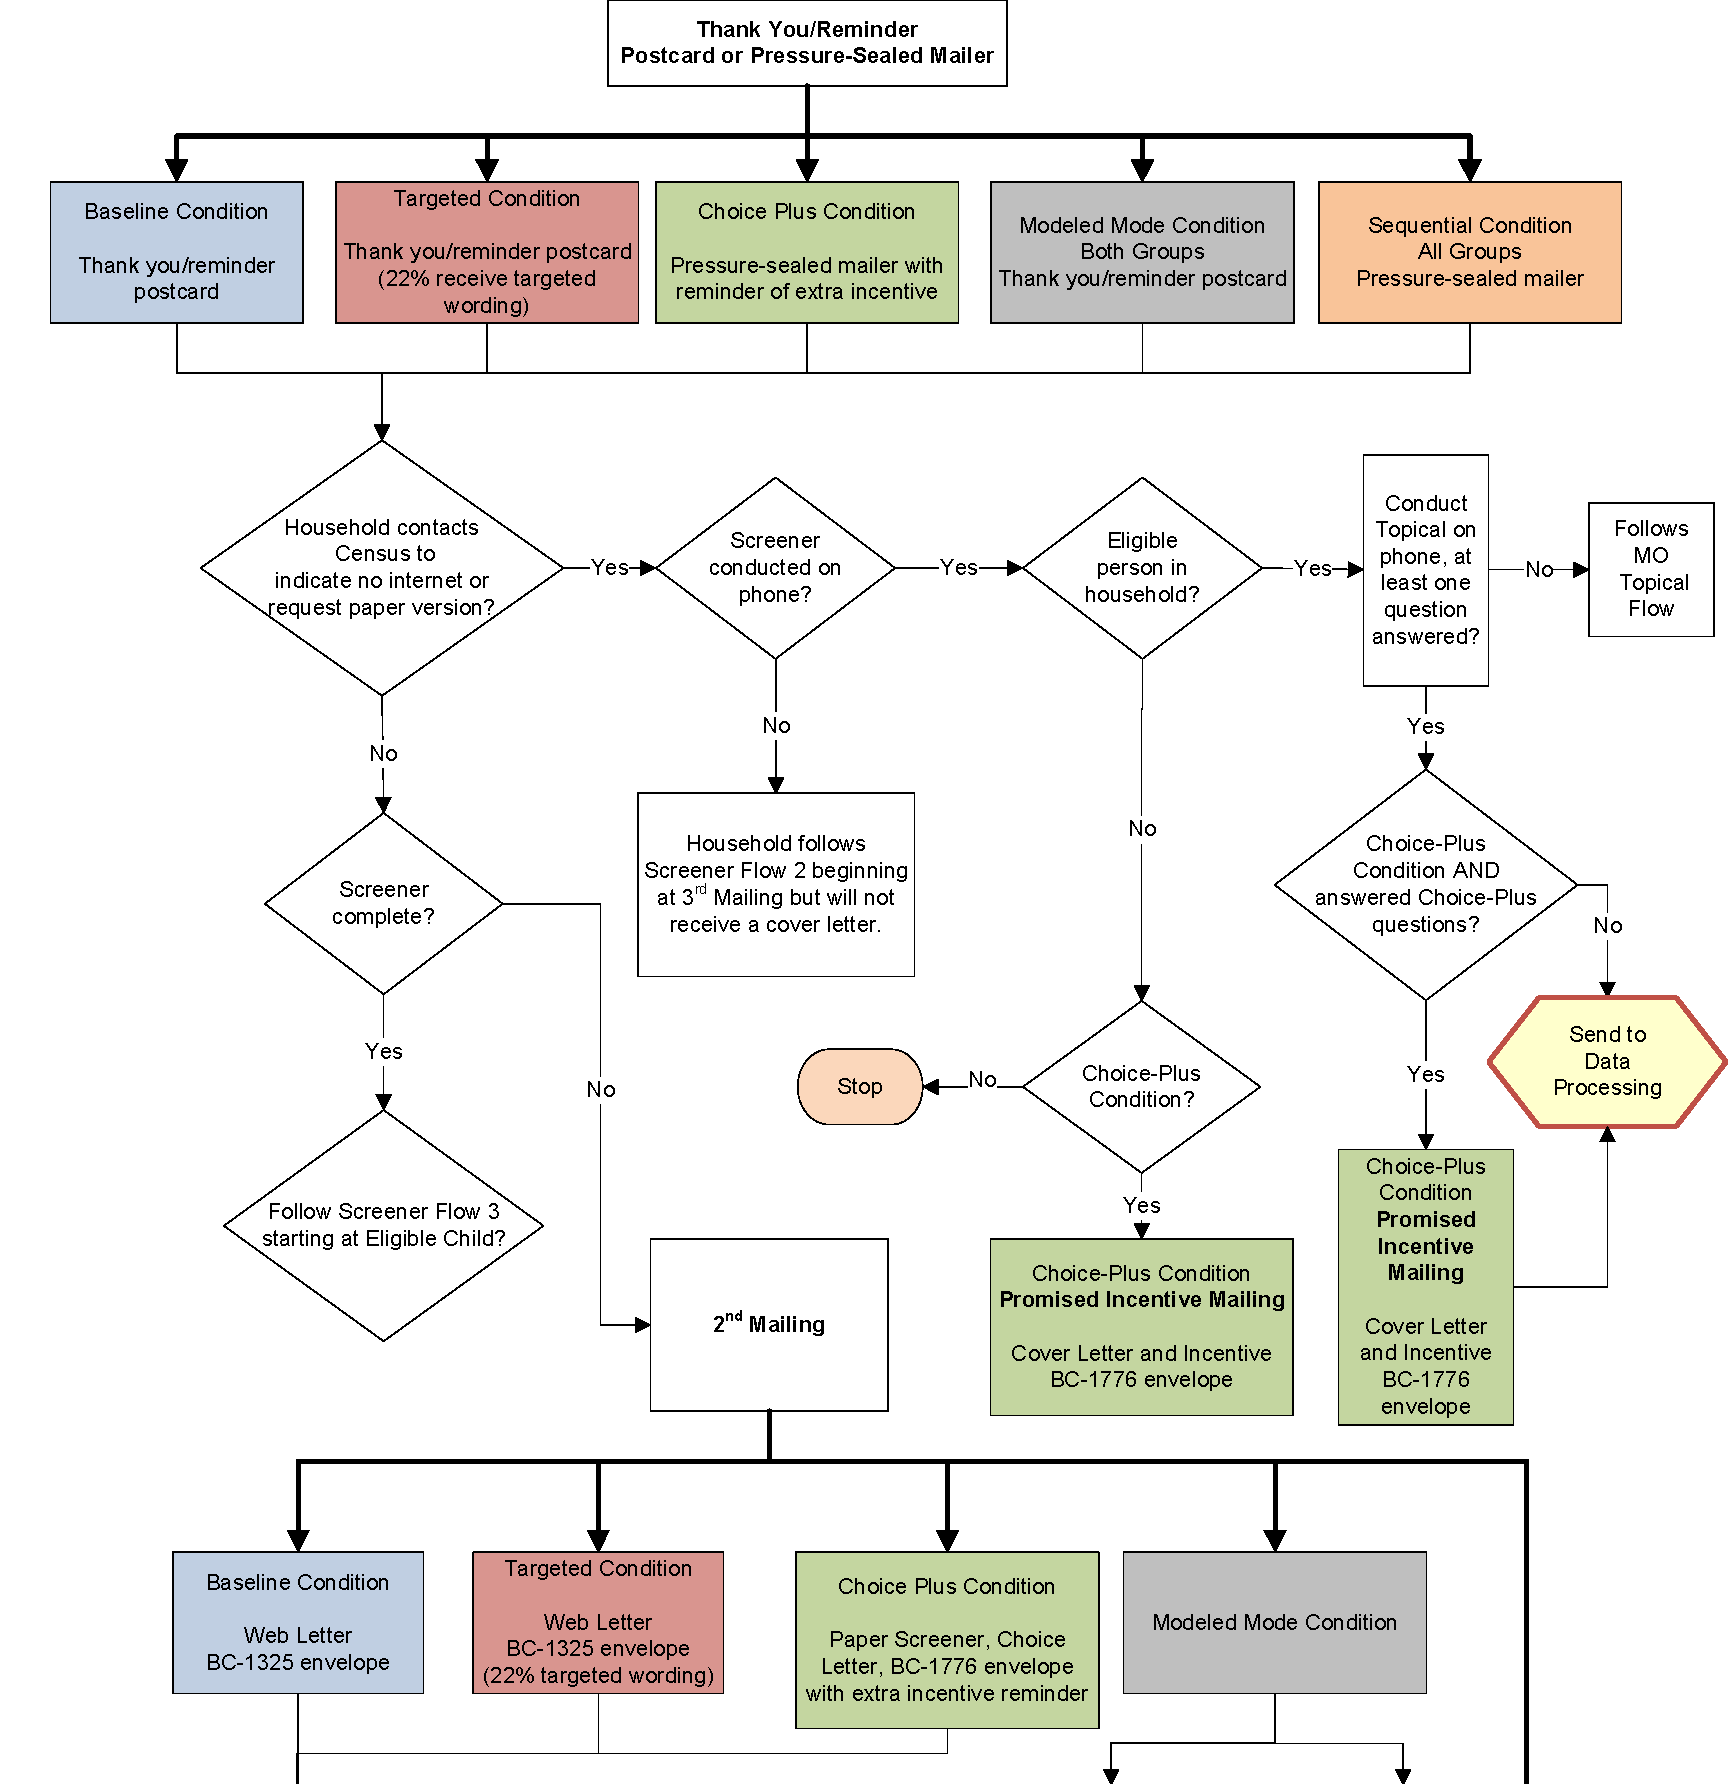 Thank You/Reminder
Postcard or Pressure-Sealed Mailer
Baseline Condition
Thank you/reminder
postcard
Targeted Condition
Thank you/reminder postcard
(22% receive targeted
wording)
Choice Plus Condition
Pressure-sealed mailer with
reminder of extra incentive
Modeled Mode Condition
Both Groups
Thank you/reminder postcard
Sequential Condition
All Groups
Pressure-sealed mailer
Household contacts
Census to
indicate no internet or
request paper version?
Yes
Screener
conducted on
phone?
Yes
Eligible
person in
household?
Yes
Conduct
Topical on
phone, at
least one
question
answered?
No
Follows
MO
Topical
Flow
No
No
No
Yes
Screener
complete?
Household follows
Screener Flow 2 beginning
at 3rd Mailing but will not
receive a cover letter.
Choice-Plus
Condition AND
answered Choice-Plus
questions?
No
Yes
No
Yes
Send to
Data
Processing
Stop
No
Choice-Plus
Condition?
Yes
Follow Screener Flow 3
starting at Eligible Child?
2nd Mailing
Choice-Plus Condition
Promised Incentive Mailing
Cover Letter and Incentive
BC-1776 envelope
Choice-Plus
Condition
Promised
Incentive
Mailing
Cover Letter
and Incentive
BC-1776
envelope
Baseline Condition
Web Letter
BC-1325 envelope
Targeted Condition
Web Letter
BC-1325 envelope
(22% targeted wording)
Choice Plus Condition
Paper Screener, Choice
Letter, BC-1776 envelope
with extra incentive reminder
Modeled Mode Condition